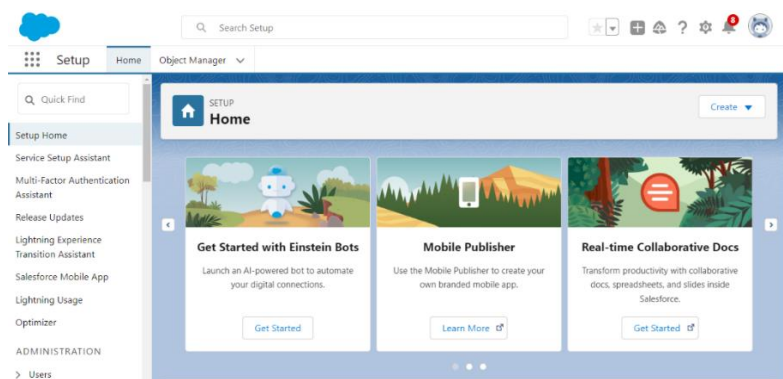 Search Setup
8
Setup
Home
Object Manager
Quick Find
Setup Home
Service Setup Assistant
Multi-Factor Authentication
Assistant
Release Updates
Lightning Experience
Transition Assistant
Salesforce Mobile App
Lightning Usage
Optimizer
ADMINISTRATION
Users
SETUP
Home
Create
Get Started with Einstein Bots
Launch an AI-powered bot to automate
your digital connections.
Get Started
Mobile Publisher
Use the Mobile Publisher to create your
own branded mobile app.
Learn More
Real-time Collaborative Docs
Transform productivity with collaborative
docs, spreadsheets, and slides inside
Salesforce.
Get Started